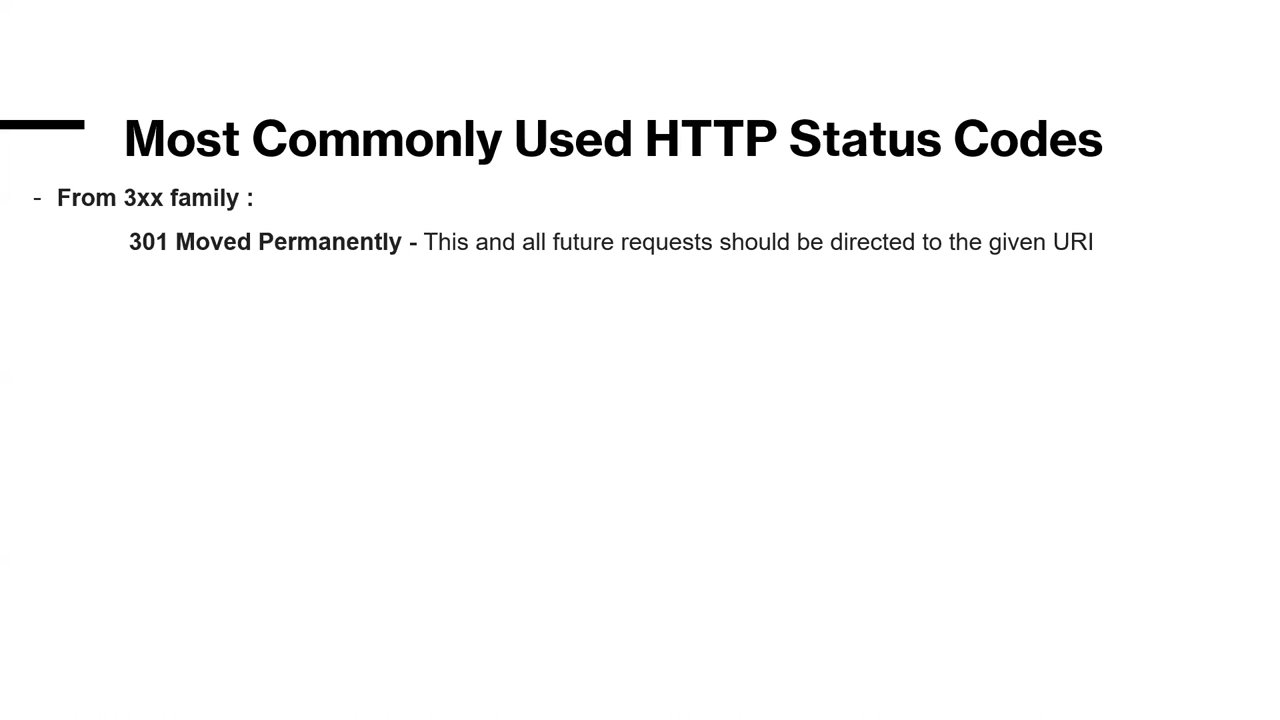 Most Commonly Used HTTP Status Codes
- From 3xx family :
301 Moved Permanently - This and all future requests should be directed to the given URI